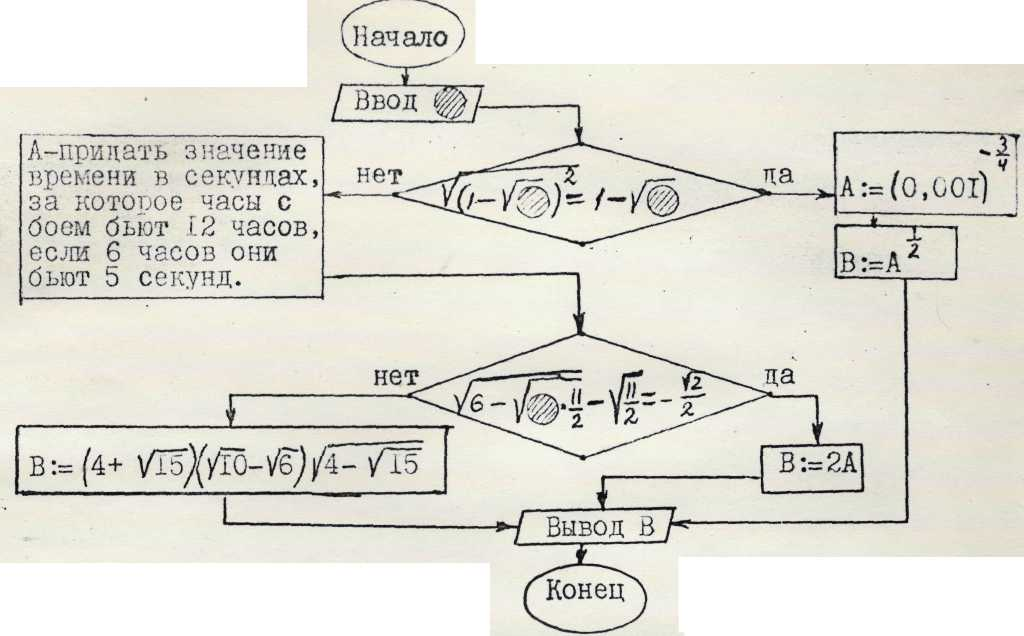 Начало
Ввод
нет
√(1-√ )² = 1-√
да
А-придать значение
времени в секундах,
за которое часы с
боем бьют 12 часов,
если 6 часов они
бьют 5 секунд.
А:=(0,001)^(-3/4)
В:=А^(1/2)
нет
√(6-√( ·11/2)) - √(11/2) = -√2/2
да
В:=(4+ √15)(√10-√6)√(4-√15)
В:=2А
Вывод В
Конец